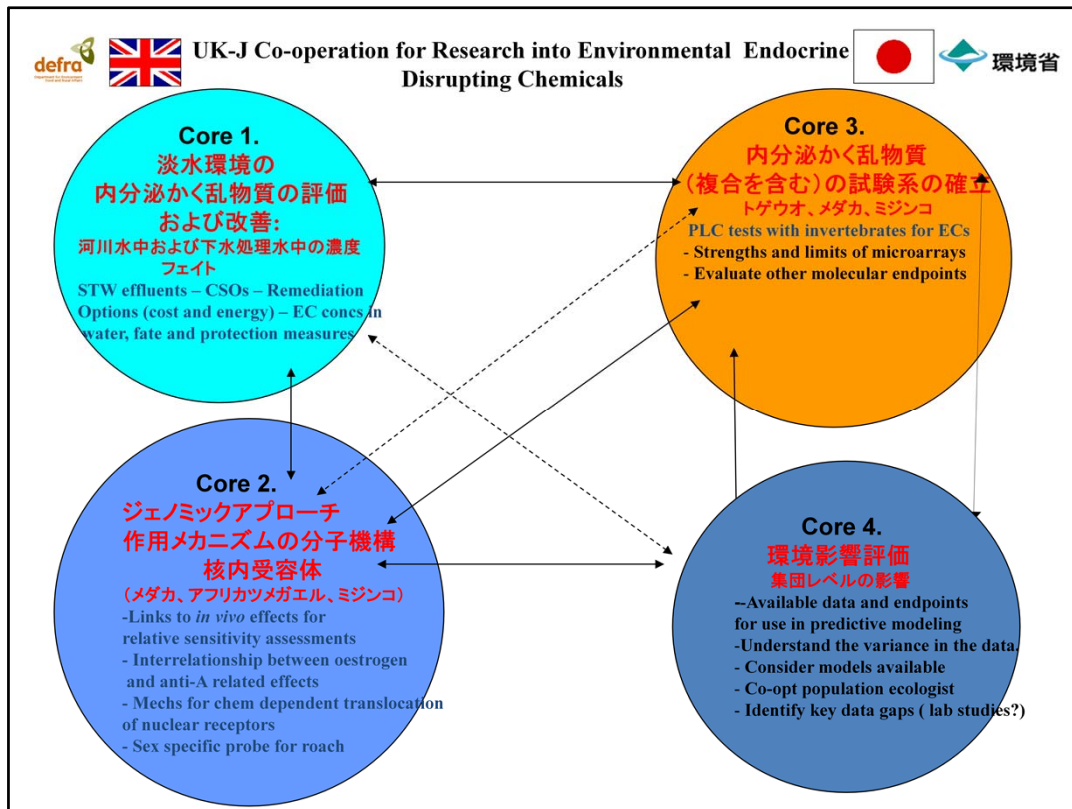 defra
UK-J Co-operation for Research into Environmental Endocrine
Disrupting Chemicals
環境省
Core 1.
淡水環境の
内分泌かく乱物質の評価
および改善:
河川水中および下水処理水中の濃度
フェイト
STW effluents – CSOs – Remediation
Options (cost and energy) – EC concs in
water, fate and protection measures
Core 3.
内分泌かく乱物質
(複合を含む)の試験系の確立
トゲウオ、メダカ、ミジンコ
PLC tests with invertebrates for ECs
- Strengths and limits of microarrays
- Evaluate other molecular endpoints
Core 2.
ジェノミックアプローチ
作用メカニズムの分子機構
核内受容体
(メダカ、アフリカツメガエル、ミジンコ)
-Links to in vivo effects for
relative sensitivity assessments
- Interrelationship between oestrogen
and anti-A related effects
- Mechs for chem dependent translocation
of nuclear receptors
- Sex specific probe for roach
Core 4.
環境影響評価
集団レベルの影響
--Available data and endpoints
for use in predictive modeling
-Understand the variance in the data.
- Consider models available
- Co-opt population ecologist
- Identify key data gaps ( lab studies?)